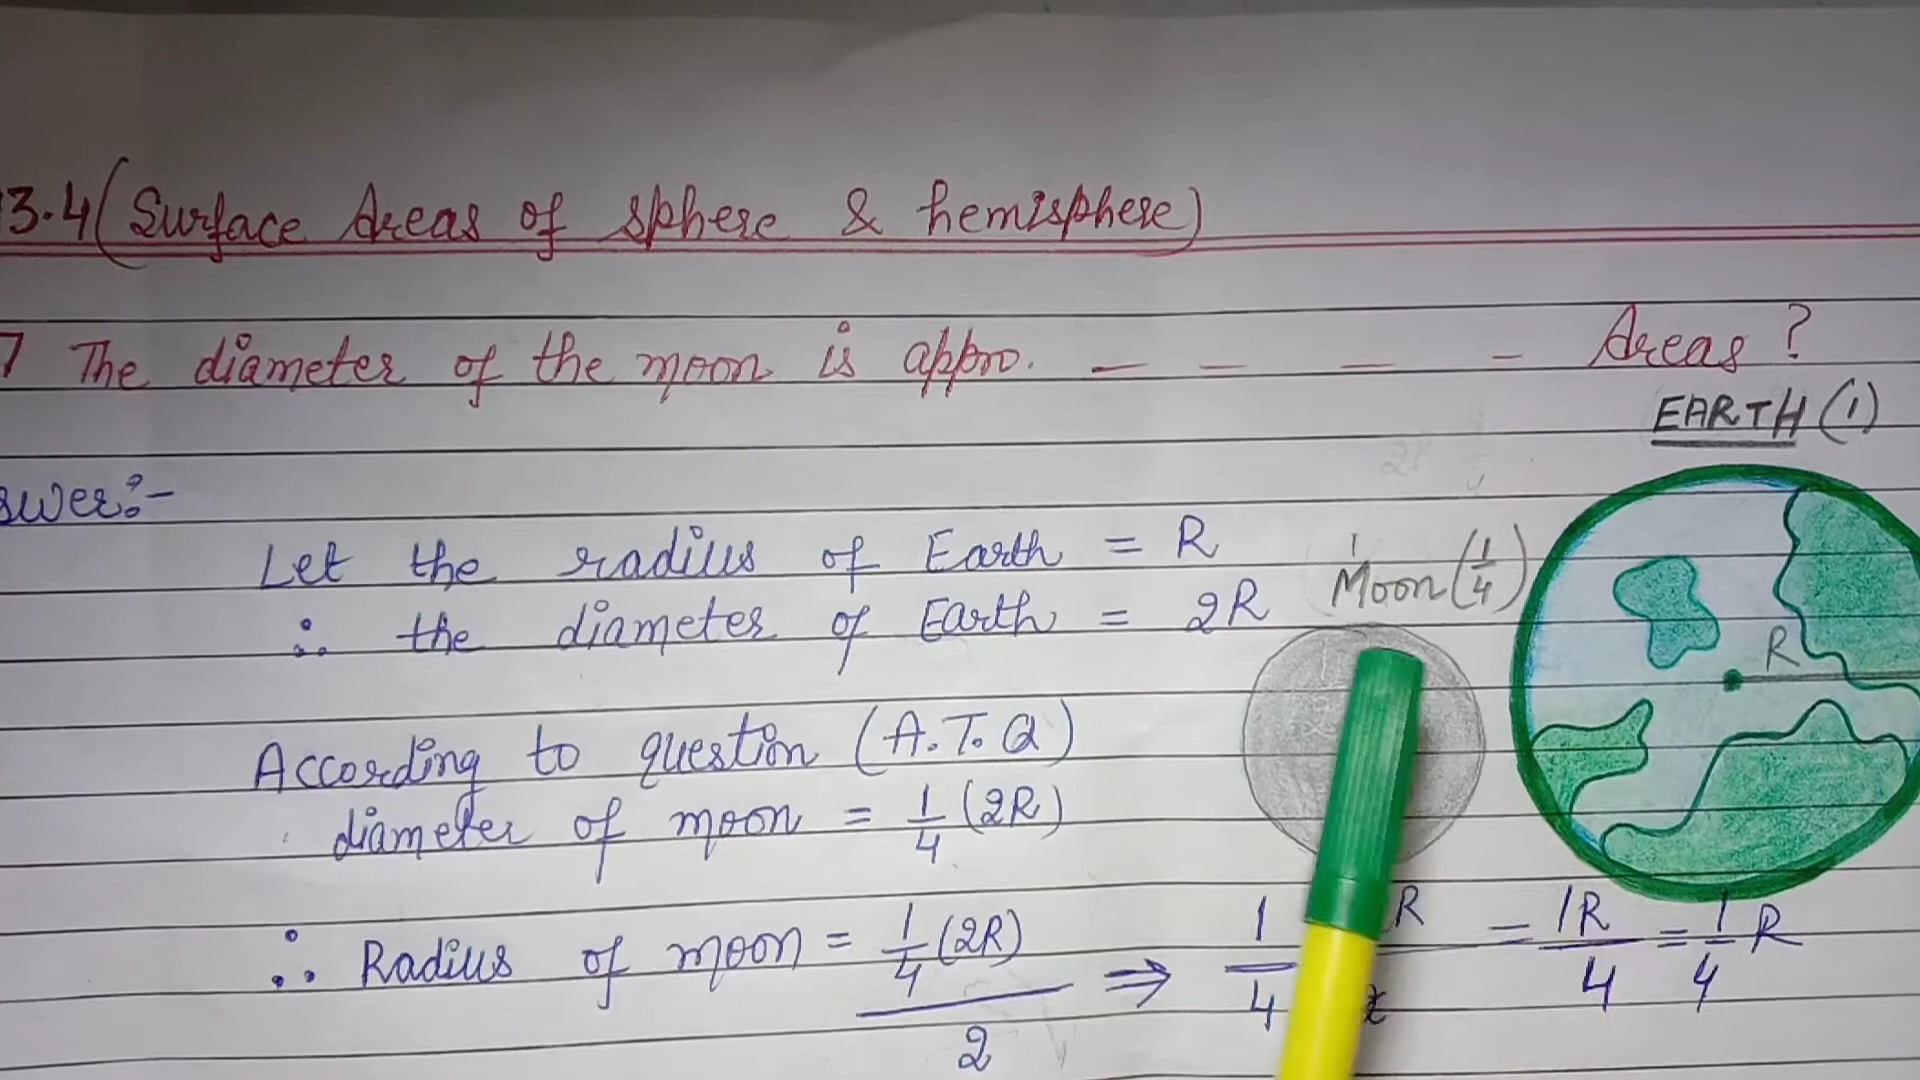 3.4 (Surface Areas of sphere & hemisphere)
7 The diameter of the moon is appro. — — — – Areas?
EARTH (1)
swer:-
Let the radius of Earth = R
Moon (1/4)
∴ the diameter of Earth = 2R
R
According to question (A.T.Q)
diameter of moon = 1/4 (2R)
∴ Radius of moon = 1/4 (2R) / 2 ⇒ 1/4 R = 1R/4 = 1/4 R